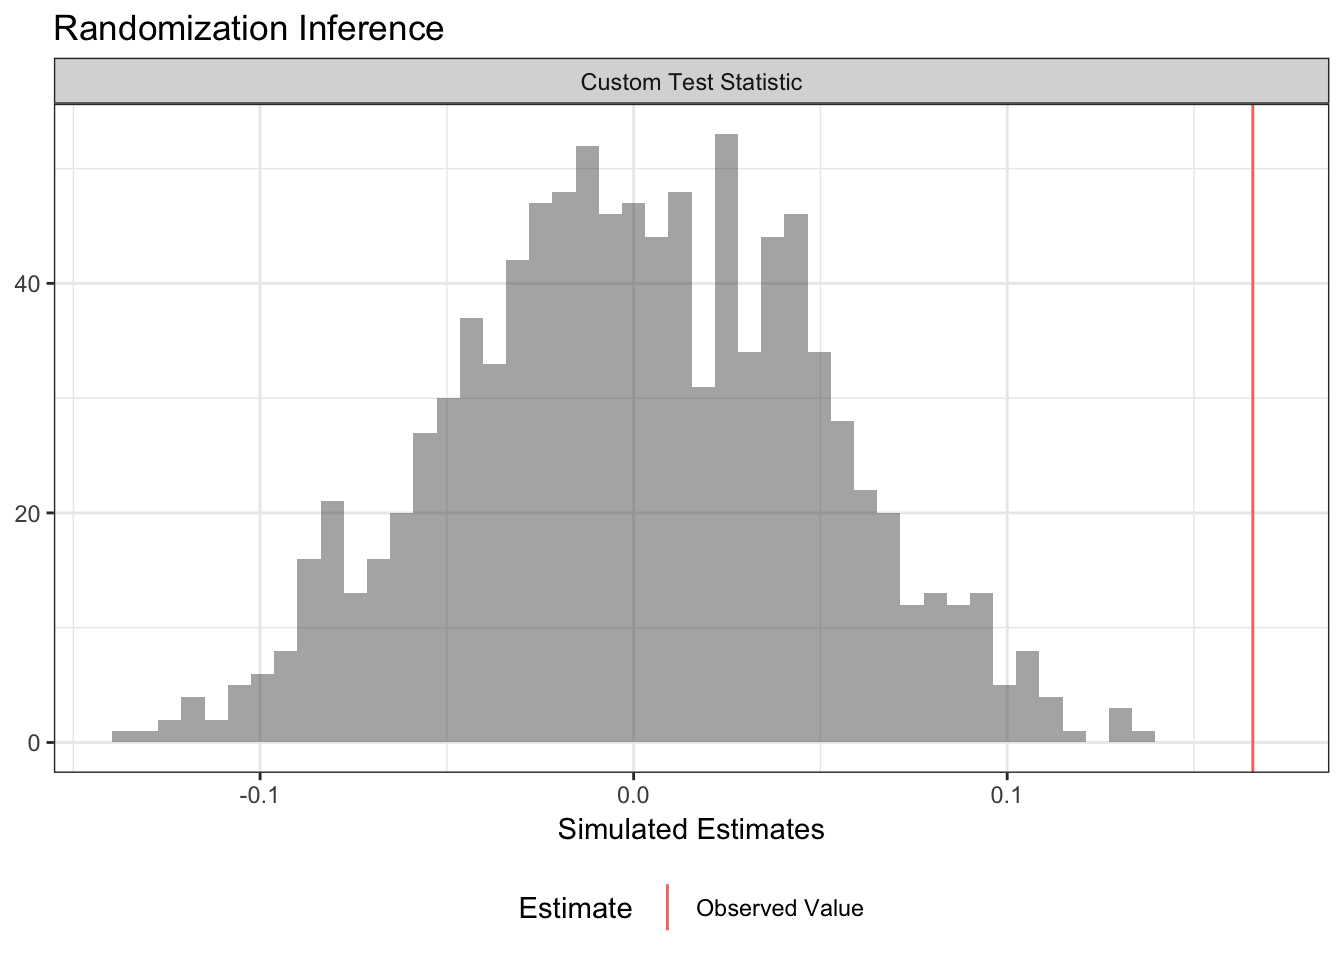 Randomization Inference
Custom Test Statistic
40
20
0
-0.1
0.0
0.1
Simulated Estimates
Estimate
Observed Value